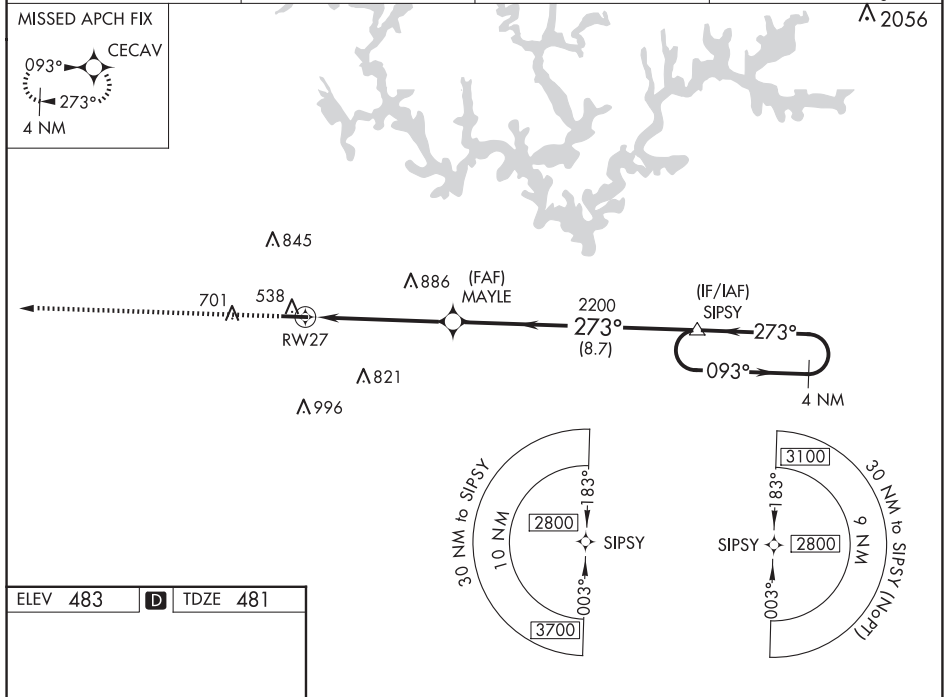 MISSED APCH FIX
CECAV
093°
273°
4 NM
2056
845
701
538
RW27
886
(FAF)
MAYLE
2200
273°
(8.7)
(IF/IAF)
SIPSY
273°
093°
4 NM
821
996
30 NM to SIPSY
10 NM
183°
2800
SIPSY
003°
3700
3100
183°
30 NM to SIPSY (NoPT)
9 NM
SIPSY
2800
003°
ELEV 483
D
TDZE 481